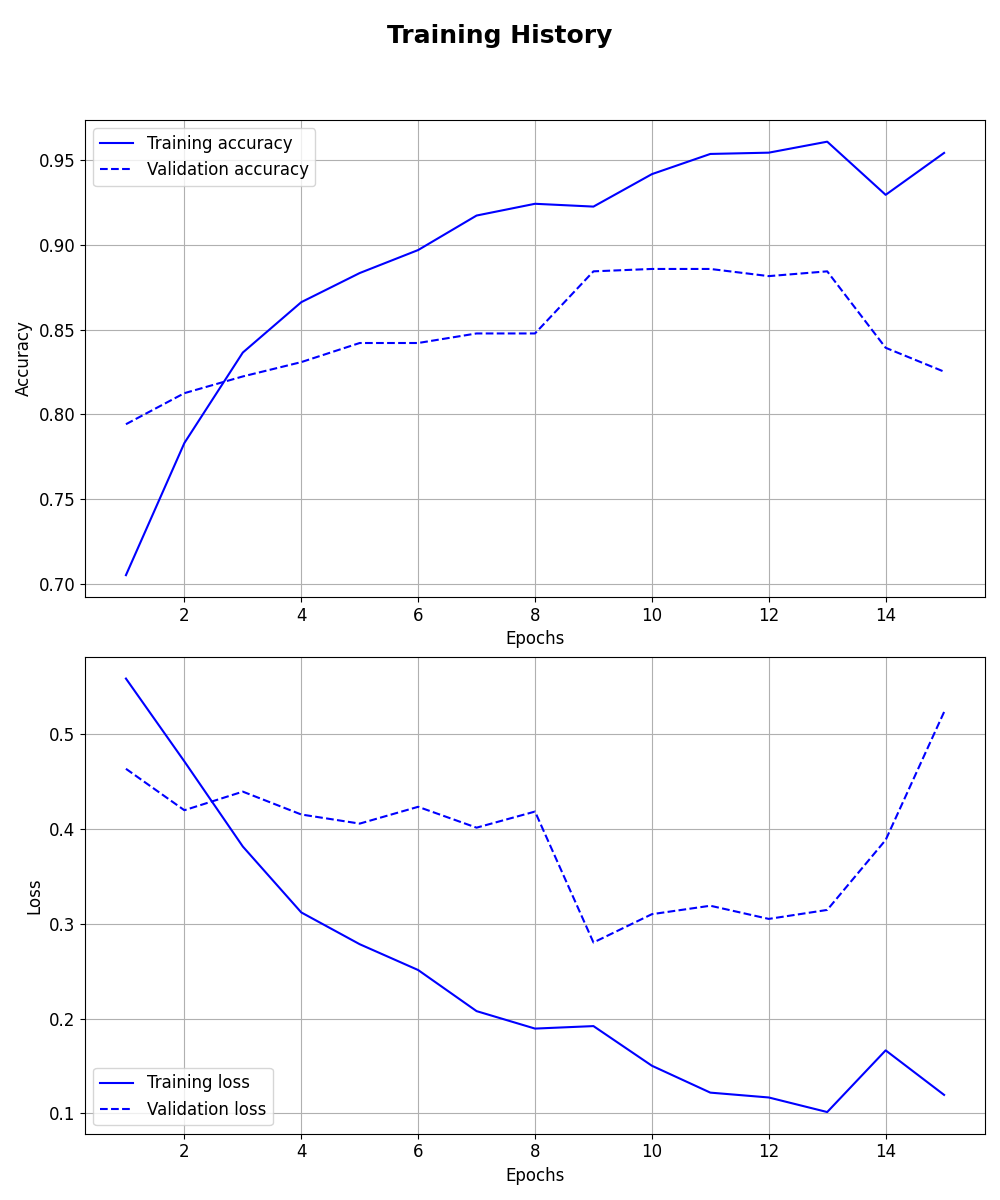 Training History
Training accuracy
Validation accuracy
0.95
0.90
0.85
0.80
0.75
0.70
Accuracy
2 4 6 8 10 12 14
Epochs
0.5
0.4
0.3
0.2
0.1
Loss
Training loss
Validation loss
2 4 6 8 10 12 14
Epochs